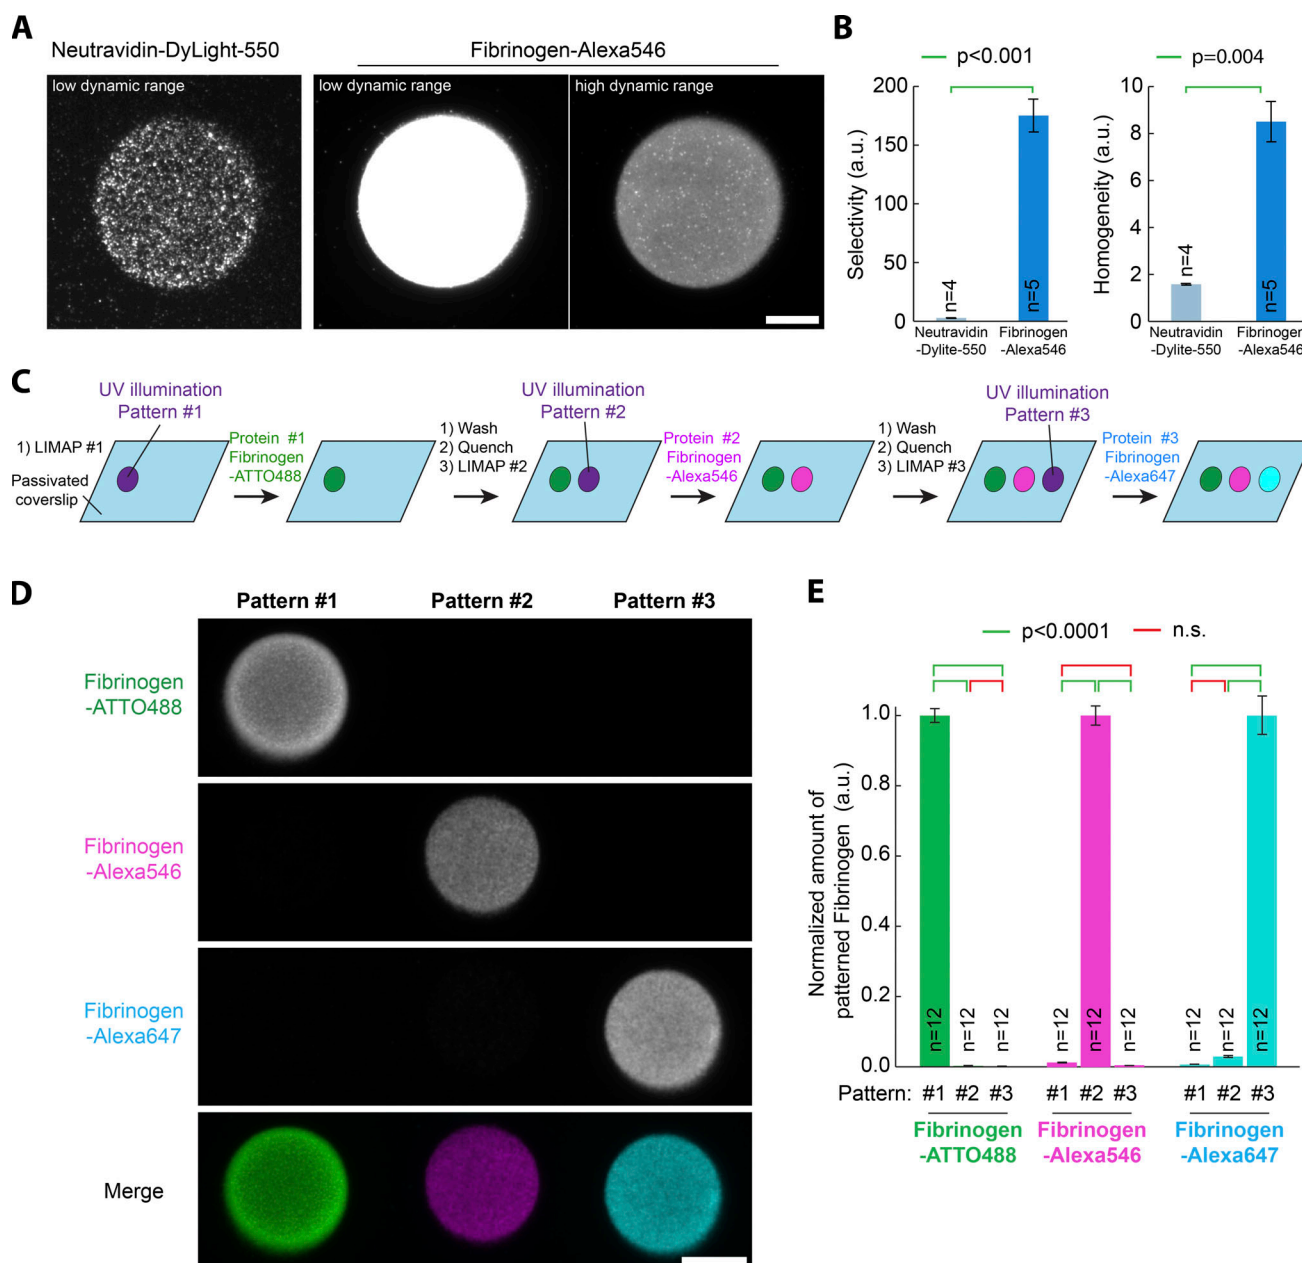 A
Neutravidin-DyLight-550
Fibrinogen-Alexa546
low dynamic range
low dynamic range
high dynamic range
B
p<0.001
Selectivity (a.u.)
200
150
100
50
0
n=4
n=5
Neutravidin
-Dylite-550
Fibrinogen
-Alexa546
p=0.004
Homogeneity (a.u.)
10
8
6
4
2
0
n=4
n=5
Neutravidin
-Dylite-550
Fibrinogen
-Alexa546
C
UV illumination
Pattern #1
1) LIMAP #1
Passivated
coverslip
Protein #1
Fibrinogen
-ATTO488
1) Wash
2) Quench
3) LIMAP #2
UV illumination
Pattern #2
Protein #2
Fibrinogen
-Alexa546
1) Wash
2) Quench
3) LIMAP #3
UV illumination
Pattern #3
Protein #3
Fibrinogen
-Alexa647
D
Pattern #1 Pattern #2 Pattern #3
Fibrinogen
-ATTO488
Fibrinogen
-Alexa546
Fibrinogen
-Alexa647
Merge
E
p<0.0001 n.s.
Normalized amount of
patterned Fibrinogen (a.u.)
1.0
0.8
0.6
0.4
0.2
0.0
n=12
n=12
n=12
n=12
n=12
n=12
n=12
n=12
n=12
Pattern: #1 #2 #3 #1 #2 #3 #1 #2 #3
Fibrinogen
-ATTO488
Fibrinogen
-Alexa546
Fibrinogen
-Alexa647